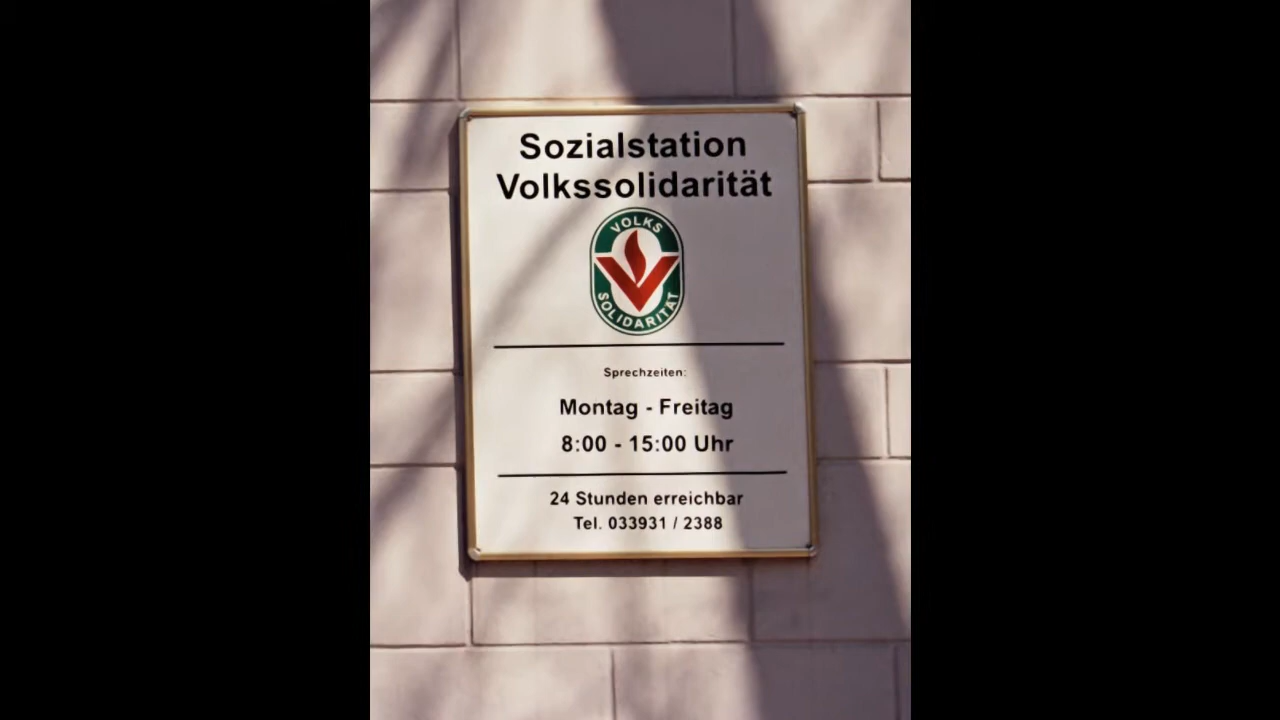 Sozialstation
Volkssolidarität
VOLKS
SOLIDARITÄT
Sprechzeiten:
Montag - Freitag
8:00 - 15:00 Uhr
24 Stunden erreichbar
Tel. 033931 / 2388